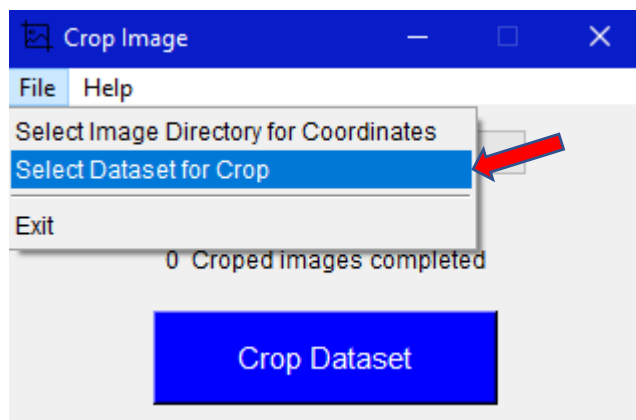 Crop Image
File Help
Select Image Directory for Coordinates
Select Dataset for Crop
Exit
0 Croped images completed
Crop Dataset